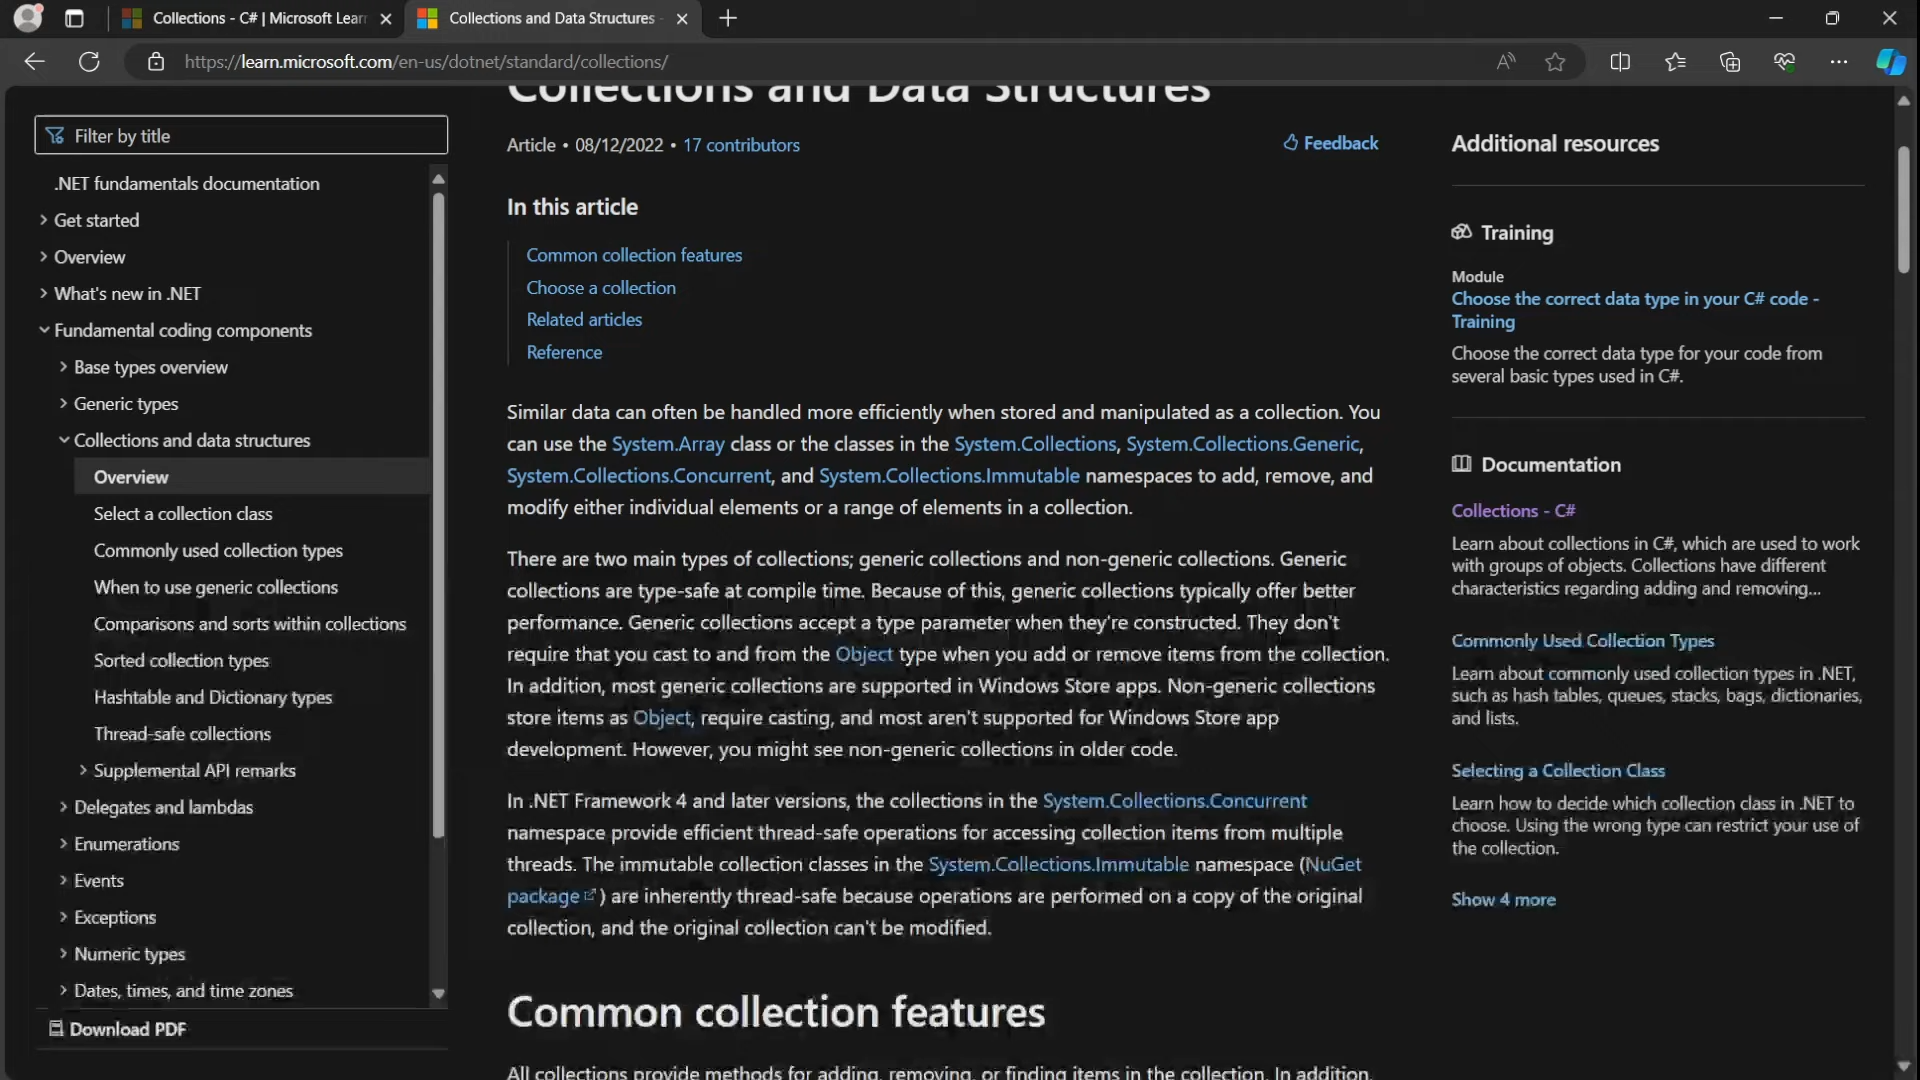 Collections - C# | Microsoft Lear
Collections and Data Structures -
https://learn.microsoft.com/en-us/dotnet/standard/collections/
Filter by title
.NET fundamentals documentation
Get started
Overview
What's new in .NET
Fundamental coding components
Base types overview
Generic types
Collections and data structures
Overview
Select a collection class
Commonly used collection types
When to use generic collections
Comparisons and sorts within collections
Sorted collection types
Hashtable and Dictionary types
Thread-safe collections
Supplemental API remarks
Delegates and lambdas
Enumerations
Events
Exceptions
Numeric types
Dates, times, and time zones
Download PDF
Collections and Data Structures
Article • 08/12/2022 • 17 contributors
Feedback
In this article
Common collection features
Choose a collection
Related articles
Reference
Similar data can often be handled more efficiently when stored and manipulated as a collection. You
can use the System.Array class or the classes in the System.Collections, System.Collections.Generic,
System.Collections.Concurrent, and System.Collections.Immutable namespaces to add, remove, and
modify either individual elements or a range of elements in a collection.
There are two main types of collections; generic collections and non-generic collections. Generic
collections are type-safe at compile time. Because of this, generic collections typically offer better
performance. Generic collections accept a type parameter when they're constructed. They don't
require that you cast to and from the Object type when you add or remove items from the collection.
In addition, most generic collections are supported in Windows Store apps. Non-generic collections
store items as Object, require casting, and most aren't supported for Windows Store app
development. However, you might see non-generic collections in older code.
In .NET Framework 4 and later versions, the collections in the System.Collections.Concurrent
namespace provide efficient thread-safe operations for accessing collection items from multiple
threads. The immutable collection classes in the System.Collections.Immutable namespace (NuGet
package) are inherently thread-safe because operations are performed on a copy of the original
collection, and the original collection can't be modified.
Common collection features
All collections provide methods for adding, removing, or finding items in the collection. In addition,
Additional resources
Training
Module
Choose the correct data type in your C# code -
Training
Choose the correct data type for your code from
several basic types used in C#.
Documentation
Collections - C#
Learn about collections in C#, which are used to work
with groups of objects. Collections have different
characteristics regarding adding and removing...
Commonly Used Collection Types
Learn about commonly used collection types in .NET,
such as hash tables, queues, stacks, bags, dictionaries,
and lists.
Selecting a Collection Class
Learn how to decide which collection class in .NET to
choose. Using the wrong type can restrict your use of
the collection.
Show 4 more